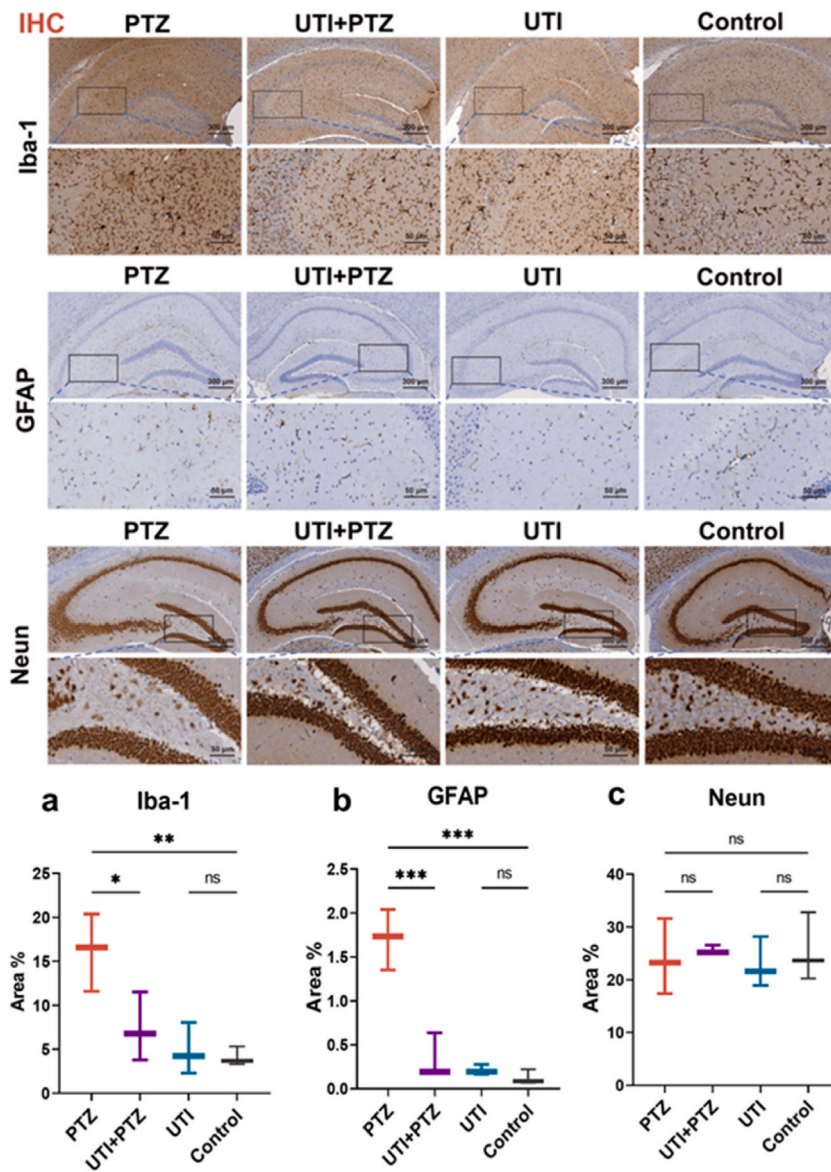 IHC PTZ UTI+PTZ UTI Control
300 µm 300 µm 300 µm 300 µm
Iba-1
50 µm 50 µm 50 µm 50 µm
PTZ UTI+PTZ UTI Control
300 µm 300 µm 300 µm 300 µm
GFAP
50 µm 50 µm 50 µm 50 µm
PTZ UTI+PTZ UTI Control
Neun
50 µm 50 µm 50 µm 50 µm
a Iba-1
** 
* ns
25
20
15
10
5
0
Area %
PTZ UTI+PTZ UTI Control
b GFAP
***
*** ns
2.5
2.0
1.5
1.0
0.5
0.0
Area %
PTZ UTI+PTZ UTI Control
c Neun
ns
ns ns
40
30
20
10
0
Area %
PTZ UTI+PTZ UTI Control